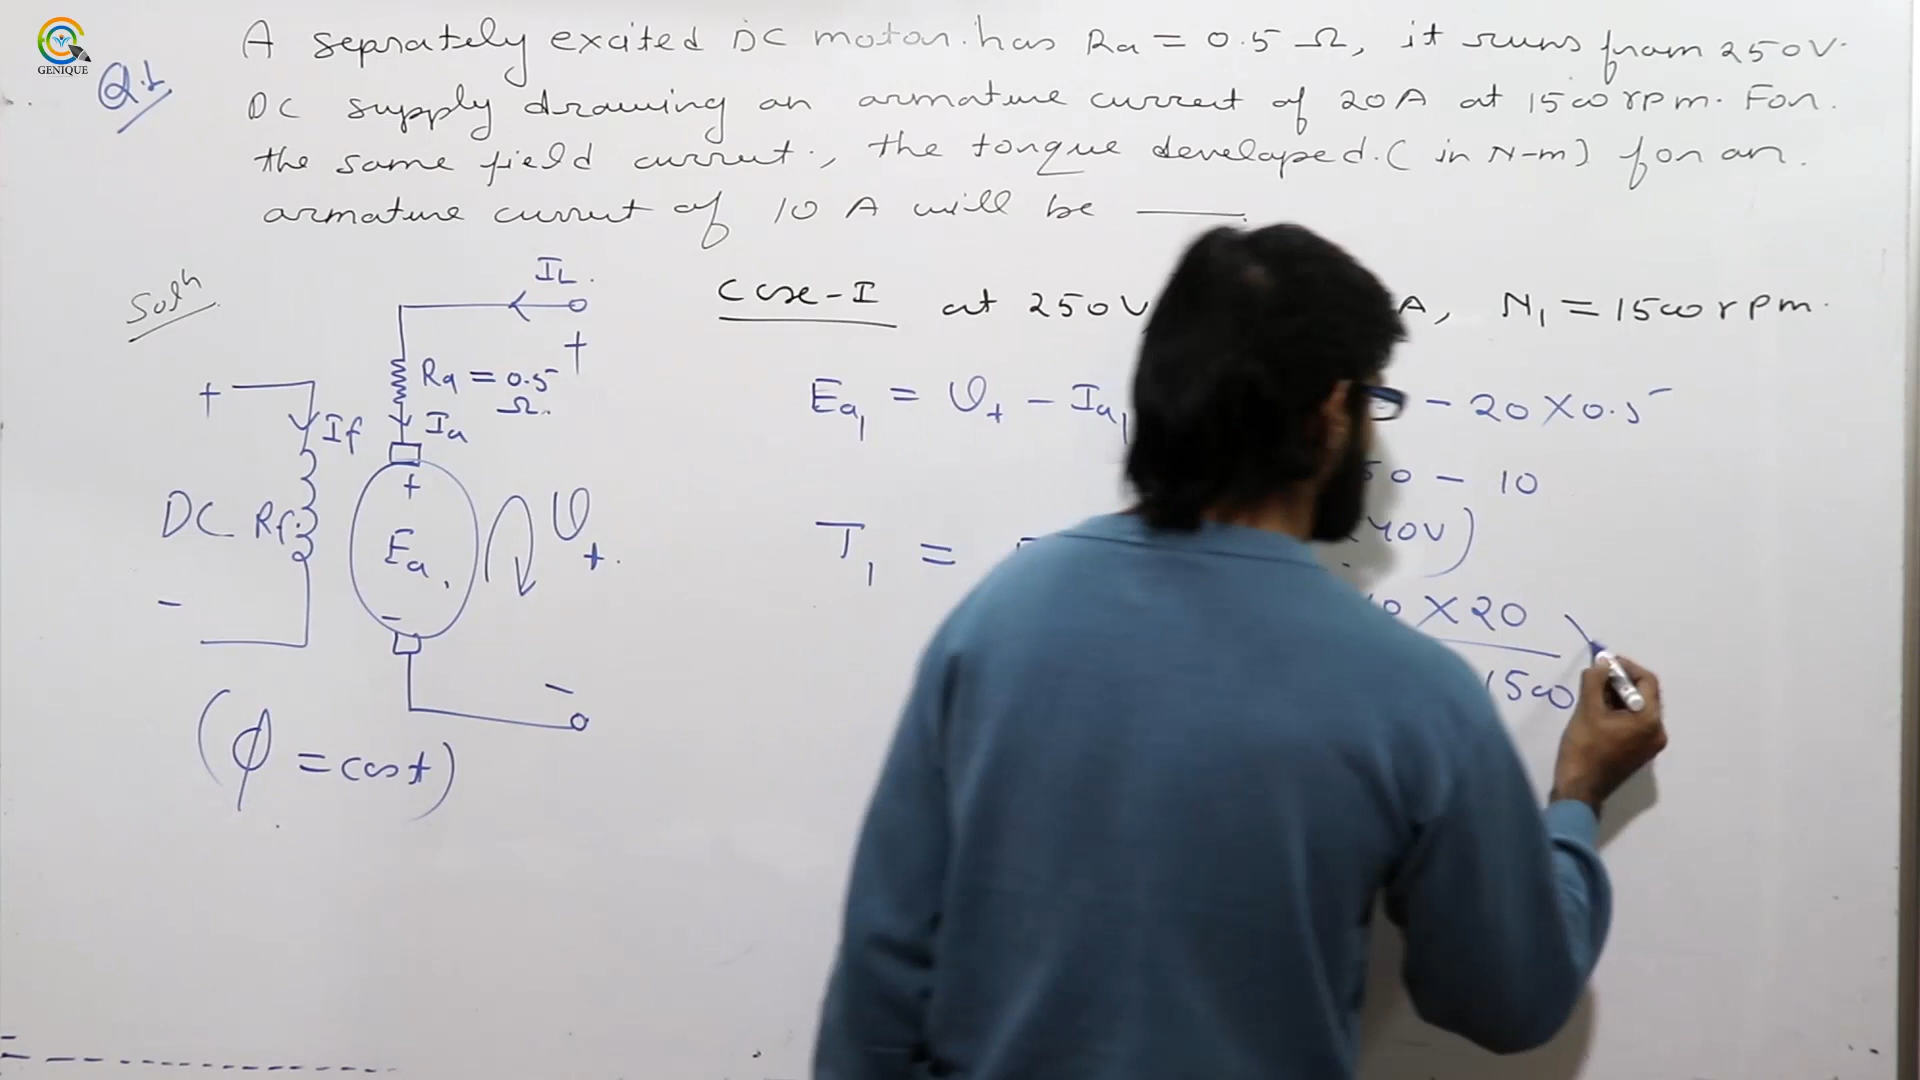 GENIQUE
Q.1
A seprately excited DC motor has Ra = 0.5 Ω, it runs from 250V
DC supply drawing an armature current of 20A at 1500 rpm. For
the same field current, the torque developed (in N-m) for an
armature current of 10 A will be ___.
Solⁿ
IL
+
Ra = 0.5 Ω
Ia
+ If
DC Rf
+
Ea
-
Vt
-
-
(ϕ = cost)
Case-I at 250V A, N1 = 1500 rpm.
Ea1 = Vt - Ia1 - 20 X 0.5
50 - 10
40V)
T1 =
X 20
1500